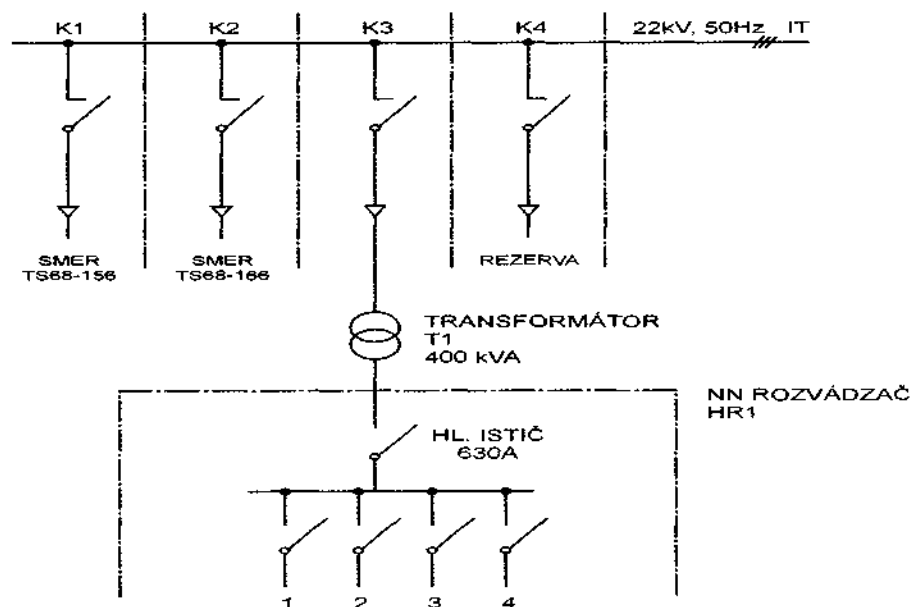 K1 K2 K3 K4 22kV, 50Hz IT
SMER
TS68-156
SMER
TS68-166
REZERVA
TRANSFORMÁTOR
T1
400 kVA
NN ROZVÁDZAČ
HR1
HL. ISTIČ
630A
1 2 3 4